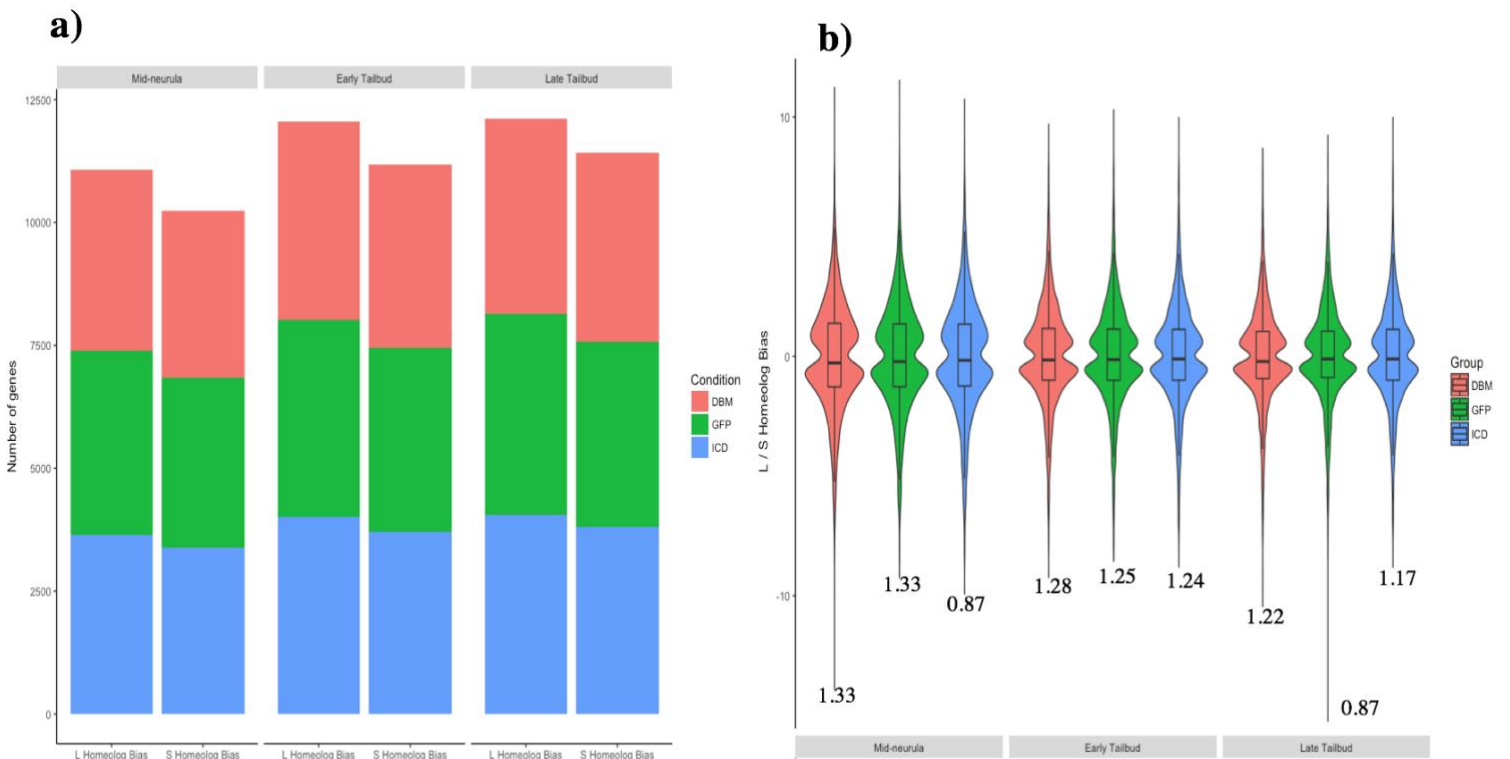 a)
Mid-neurula Early Tailbud Late Tailbud
12500
10000
7500
5000
2500
0
Number of genes
L Homeolog Bias S Homeolog Bias L Homeolog Bias S Homeolog Bias L Homeolog Bias S Homeolog Bias
Condition
DBM
GFP
ICD
b)
10
0
-10
L / S Homeolog Bias
1.33
1.33
0.87
1.28
1.25
1.24
1.22
0.87
1.17
Mid-neurula Early Tailbud Late Tailbud
Group
DBM
GFP
ICD